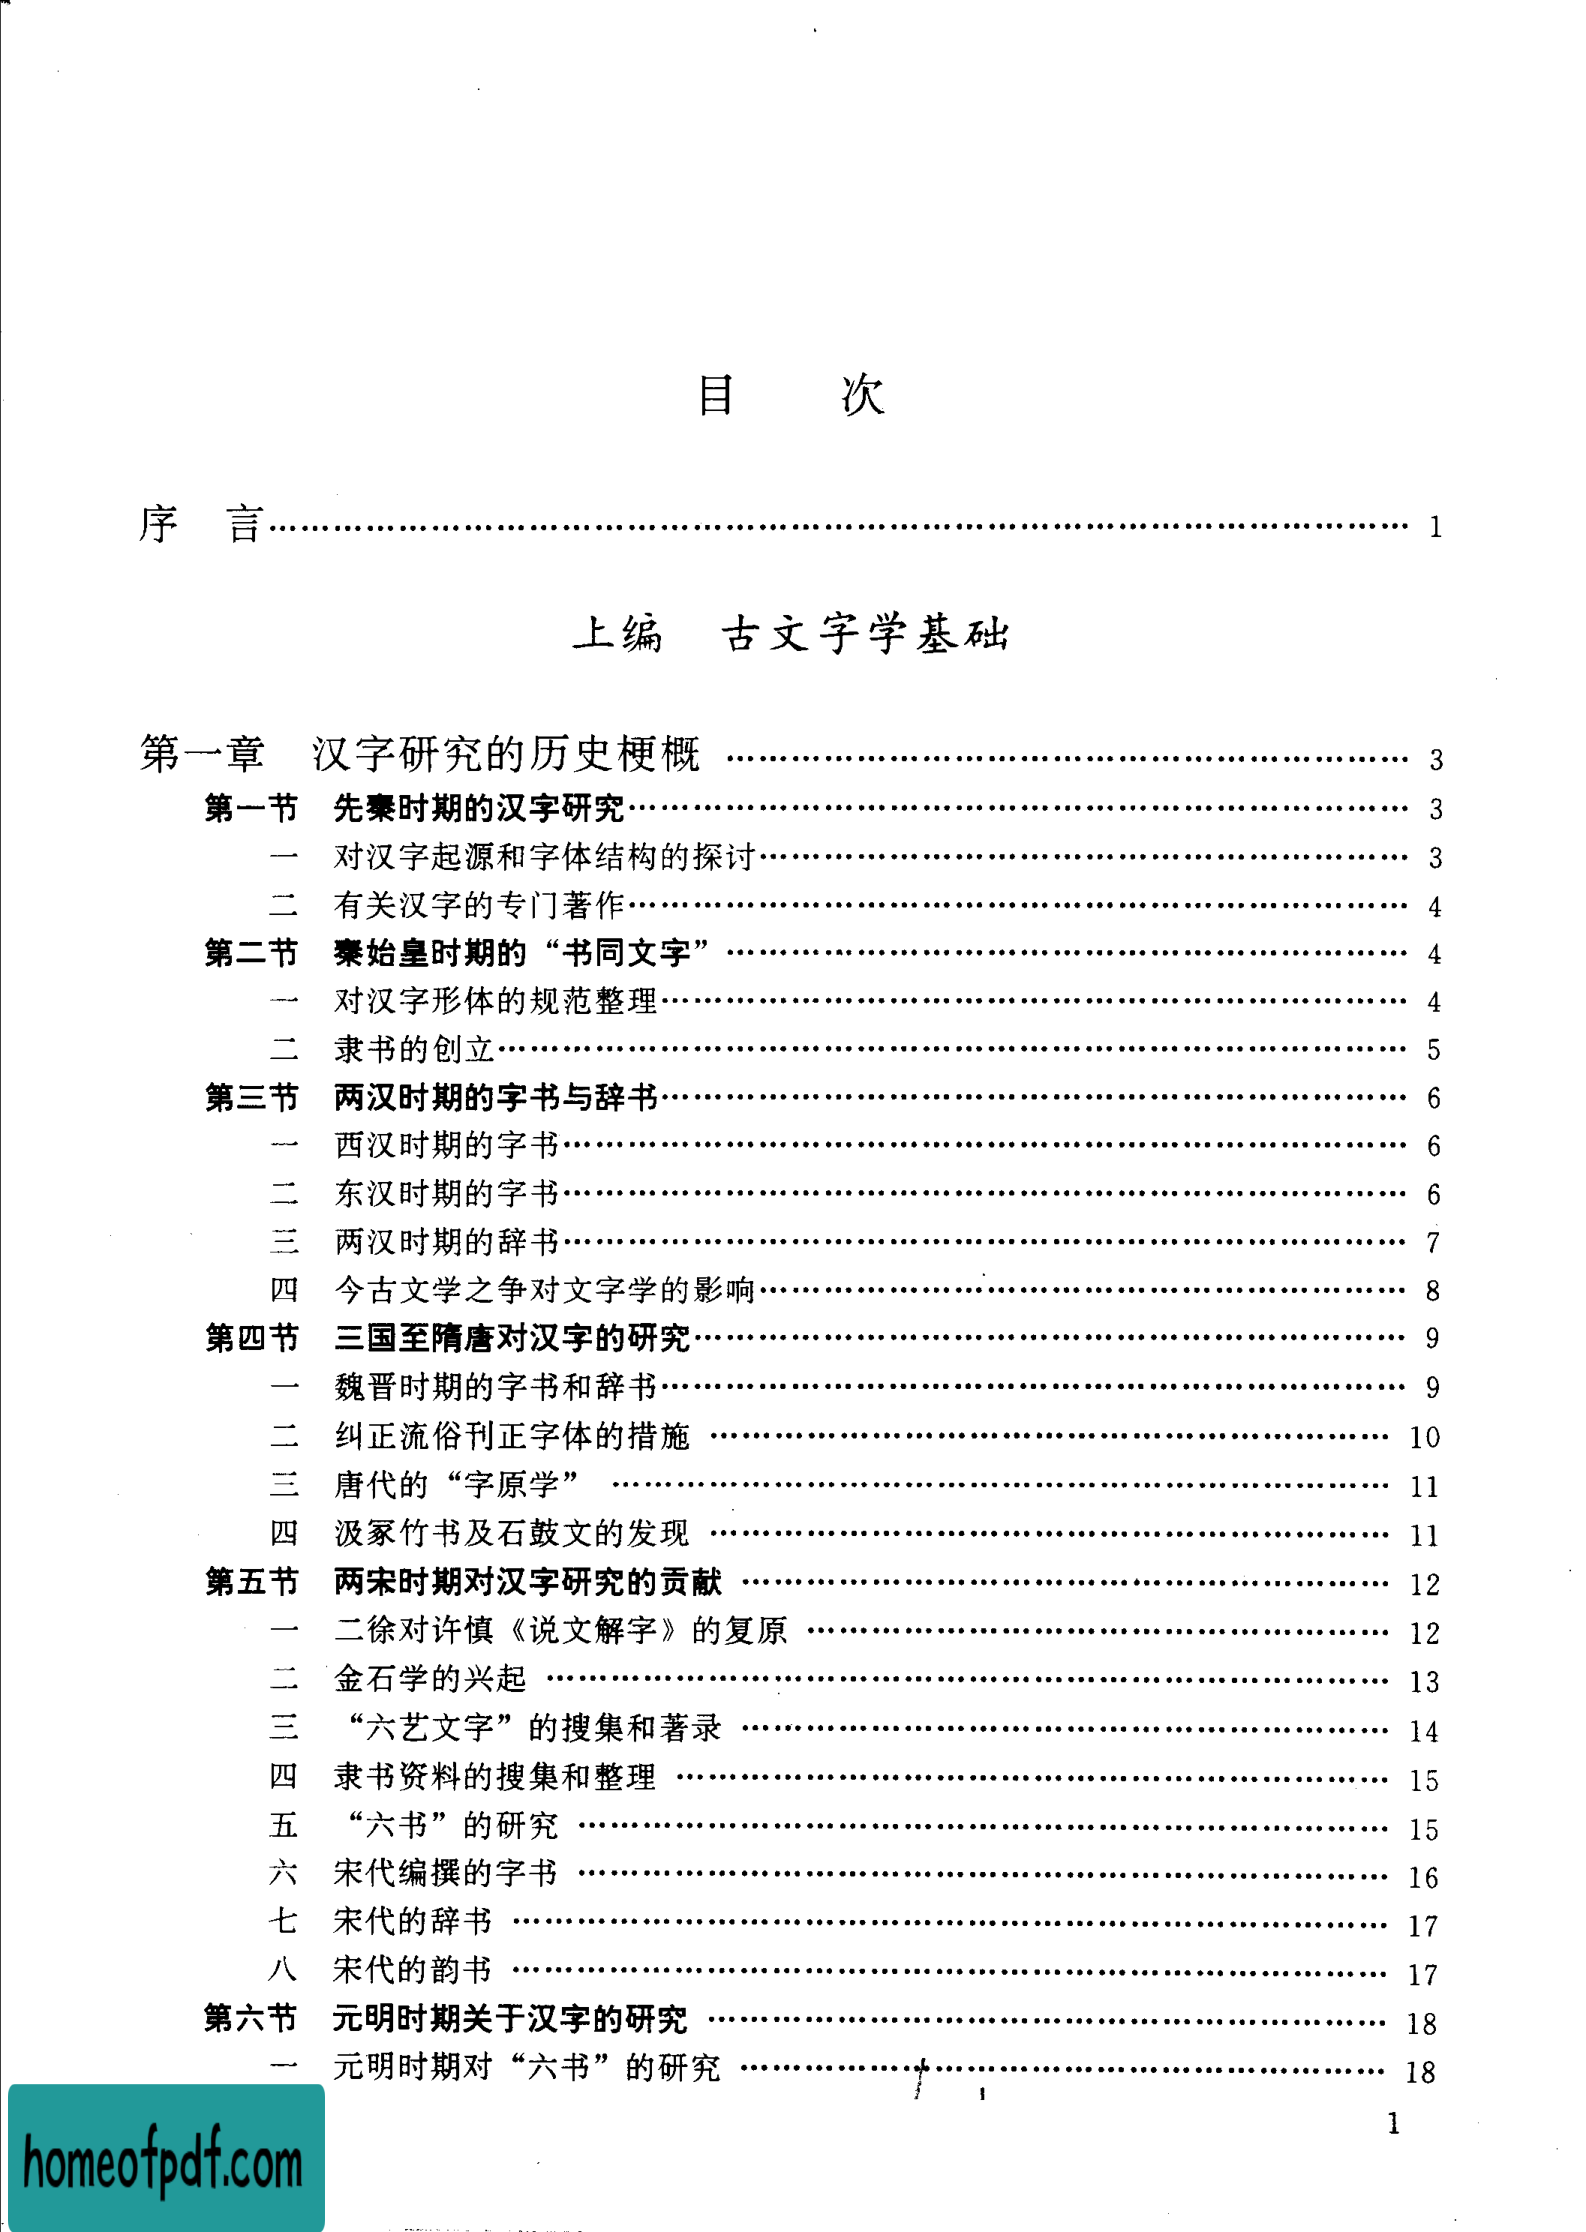 目 次
序 言…………………………………………………… 1
上编 古文字学基础
第一章 汉字研究的历史梗概 …………………………………………………… 3
第一节 先秦时期的汉字研究…………………………………………………… 3
一 对汉字起源和字体结构的探讨…………………………………………………… 3
二 有关汉字的专门著作…………………………………………………… 4
第二节 秦始皇时期的“书同文字” …………………………………………………… 4
一 对汉字形体的规范整理…………………………………………………… 4
二 隶书的创立…………………………………………………… 5
第三节 两汉时期的字书与辞书…………………………………………………… 6
一 西汉时期的字书…………………………………………………… 6
二 东汉时期的字书…………………………………………………… 6
三 两汉时期的辞书…………………………………………………… 7
四 今古文学之争对文字学的影响…………………………………………………… 8
第四节 三国至隋唐对汉字的研究…………………………………………………… 9
一 魏晋时期的字书和辞书…………………………………………………… 9
二 纠正流俗刊正字体的措施 …………………………………………………… 10
三 唐代的“字原学” …………………………………………………… 11
四 汲冢竹书及石鼓文的发现 …………………………………………………… 11
第五节 两宋时期对汉字研究的贡献 …………………………………………………… 12
一 二徐对许慎《说文解字》的复原 …………………………………………………… 12
二 金石学的兴起 …………………………………………………… 13
三 “六艺文字”的搜集和著录 …………………………………………………… 14
四 隶书资料的搜集和整理 …………………………………………………… 15
五 “六书”的研究 …………………………………………………… 15
六 宋代编撰的字书 …………………………………………………… 16
七 宋代的辞书 …………………………………………………… 17
八 宋代的韵书 …………………………………………………… 17
第六节 元明时期关于汉字的研究 …………………………………………………… 18
一 元明时期对“六书”的研究 …………………………………………………… 18
1
homeofpdf.com